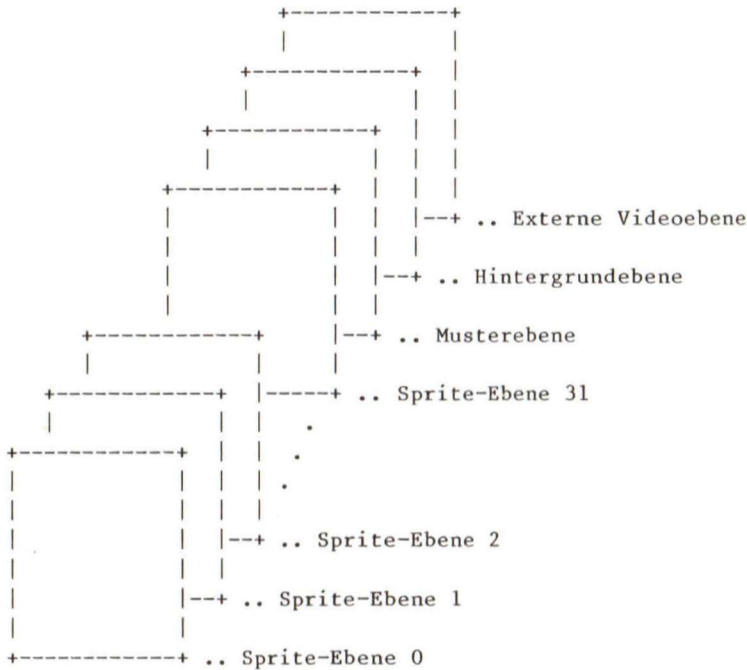 .. Externe Videoebene
.. Hintergrundebene
.. Musterebene
.. Sprite-Ebene 31
.. Sprite-Ebene 2
.. Sprite-Ebene 1
.. Sprite-Ebene 0